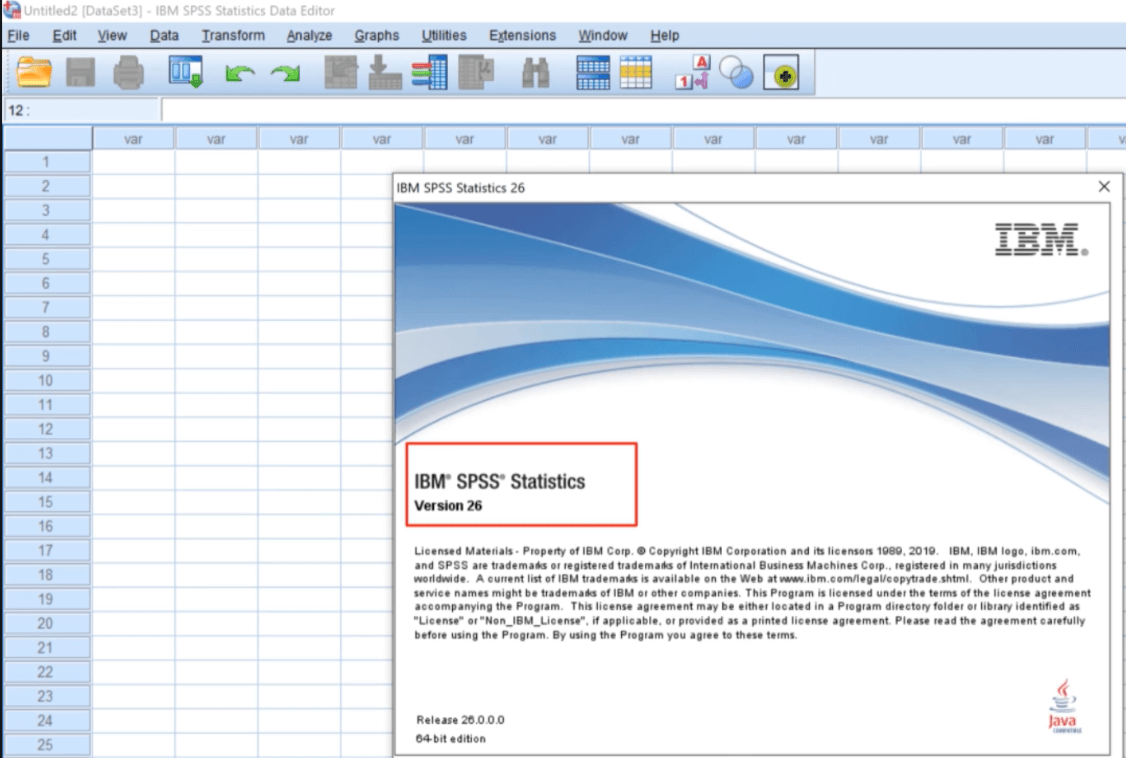 Untitled2 [DataSet3] - IBM SPSS Statistics Data Editor
File Edit View Data Transform Analyze Graphs Utilities Extensions Window Help
A
1
12 :
var var var var var var var var var var var var
1
2
3
4
5
6
7
8
9
10
11
12
13
14
15
16
17
18
19
20
21
22
23
24
25
IBM SPSS Statistics 26
IBM®
IBM® SPSS® Statistics
Version 26
Licensed Materials - Property of IBM Corp. © Copyright IBM Corporation and its licensors 1989, 2019. IBM, IBM logo, ibm.com,
and SPSS are trademarks or registered trademarks of International Business Machines Corp., registered in many jurisdictions
worldwide. A current list of IBM trademarks is available on the Web at www.ibm.com/legal/copytrade.shtml. Other product and
service names might be trademarks of IBM or other companies. This Program is licensed under the terms of the license agreement
accompanying the Program. This license agreement may be either located in a Program directory folder or library identified as
"License" or "Non_IBM_License", if applicable, or provided as a printed license agreement. Please read the agreement carefully
before using the Program. By using the Program you agree to these terms.
Release 26.0.0.0
64-bit edition
Java
COMPATIBLE